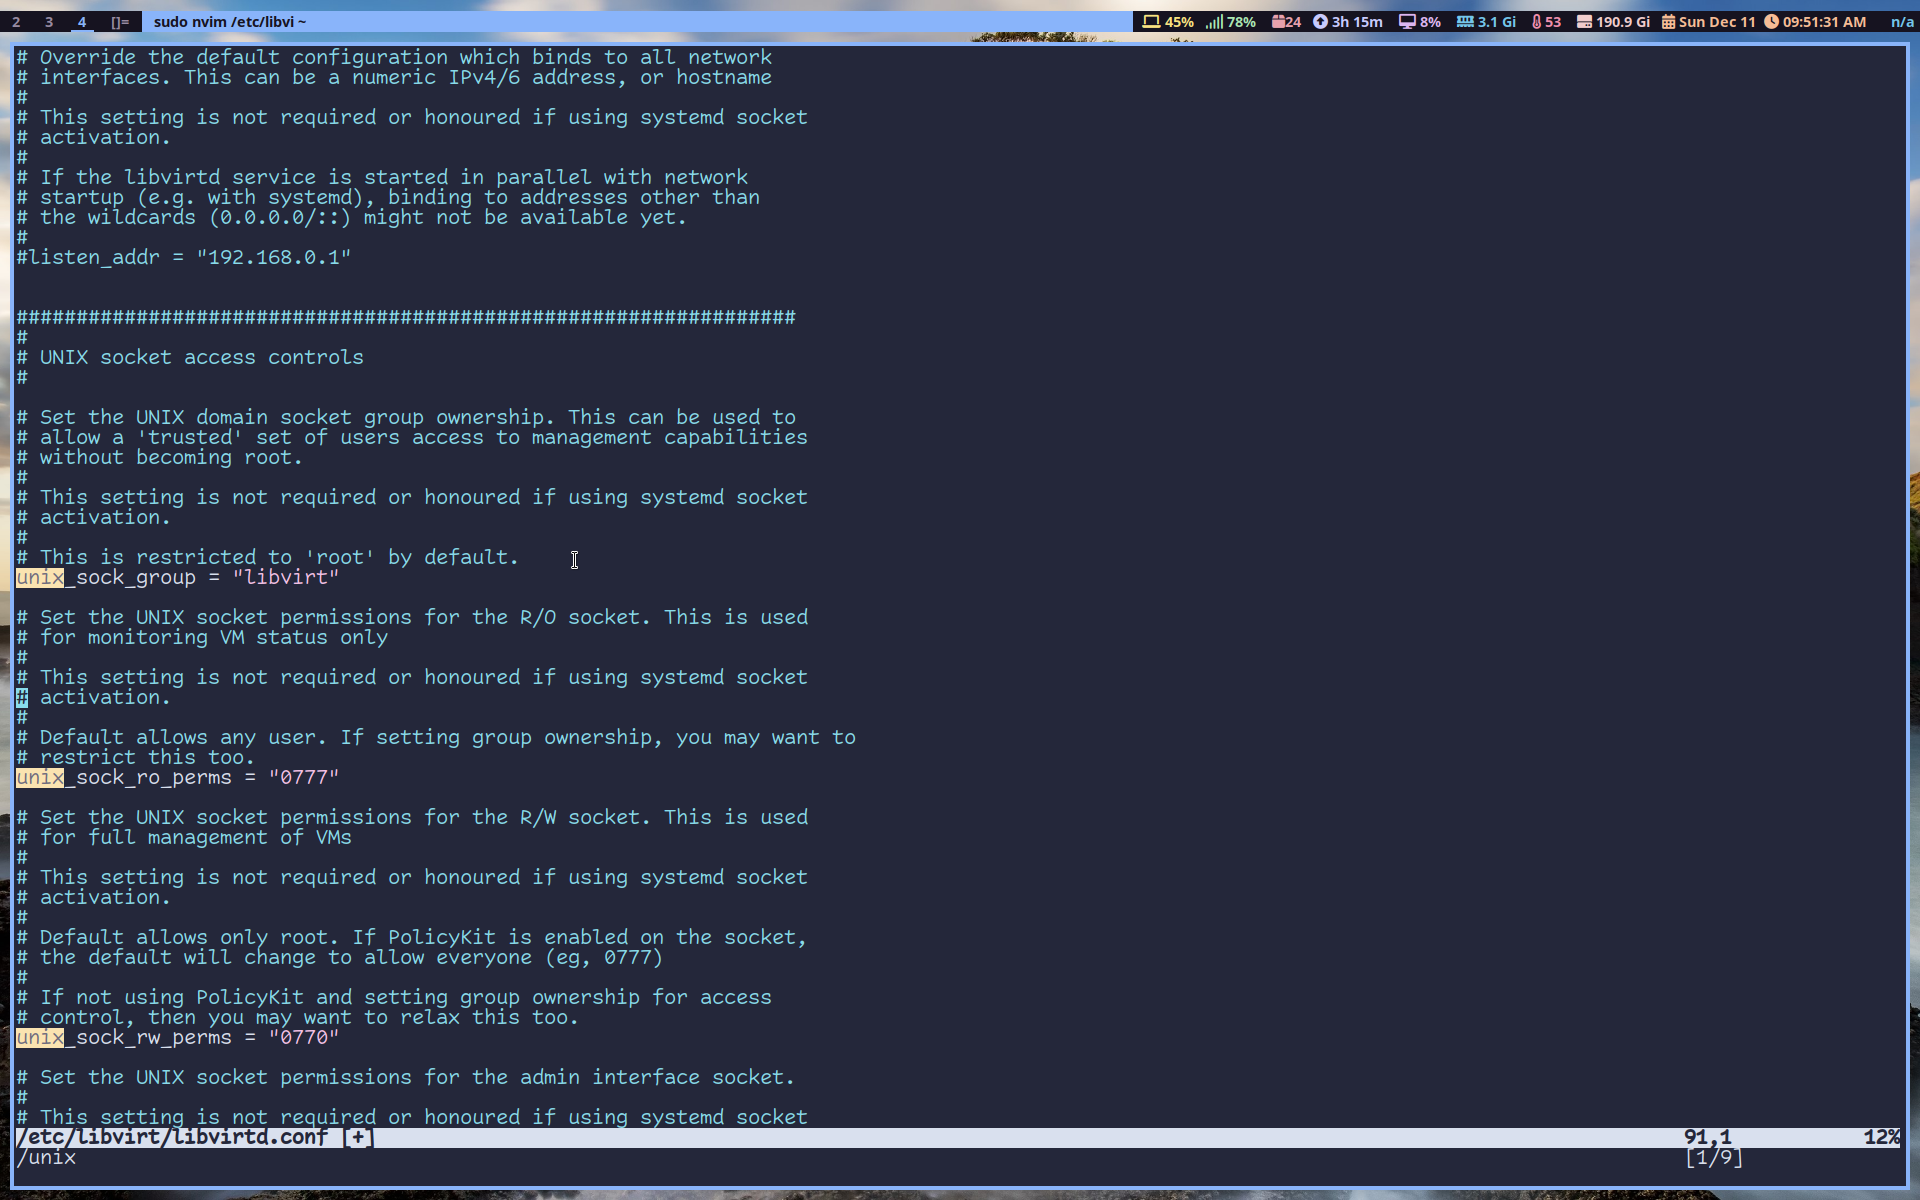 2 3 4 []= sudo nvim /etc/libvi ~ 45% 78% 24 3h 15m 8% 3.1 Gi 53 190.9 Gi Sun Dec 11 09:51:31 AM n/a
# Override the default configuration which binds to all network
# interfaces. This can be a numeric IPv4/6 address, or hostname
#
# This setting is not required or honoured if using systemd socket
# activation.
#
# If the libvirtd service is started in parallel with network
# startup (e.g. with systemd), binding to addresses other than
# the wildcards (0.0.0.0/::) might not be available yet.
#
#listen_addr = "192.168.0.1"
#################################################################
#
# UNIX socket access controls
#
# Set the UNIX domain socket group ownership. This can be used to
# allow a 'trusted' set of users access to management capabilities
# without becoming root.
#
# This setting is not required or honoured if using systemd socket
# activation.
#
# This is restricted to 'root' by default.
unix_sock_group = "libvirt"
# Set the UNIX socket permissions for the R/O socket. This is used
# for monitoring VM status only
#
# This setting is not required or honoured if using systemd socket
# activation.
#
# Default allows any user. If setting group ownership, you may want to
# restrict this too.
unix_sock_ro_perms = "0777"
# Set the UNIX socket permissions for the R/W socket. This is used
# for full management of VMs
#
# This setting is not required or honoured if using systemd socket
# activation.
#
# Default allows only root. If PolicyKit is enabled on the socket,
# the default will change to allow everyone (eg, 0777)
#
# If not using PolicyKit and setting group ownership for access
# control, then you may want to relax this too.
unix_sock_rw_perms = "0770"
# Set the UNIX socket permissions for the admin interface socket.
#
# This setting is not required or honoured if using systemd socket
/etc/libvirt/libvirtd.conf [+] 91,1 12%
/unix [1/9]